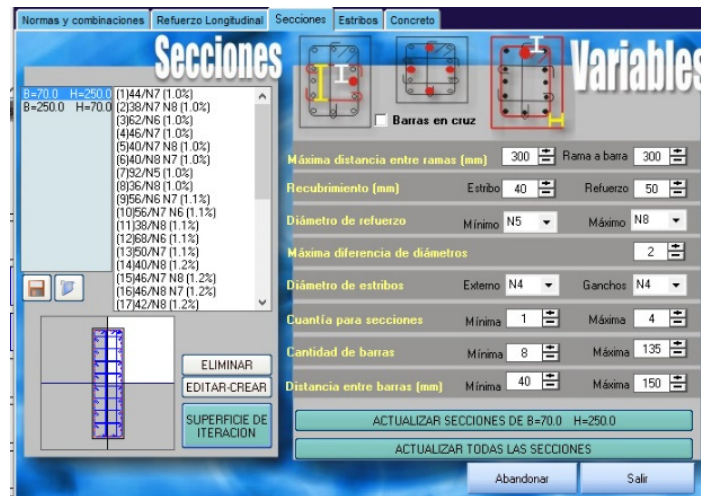 Normas y combinaciones Refuerzo Longitudinal Secciones Estribos Concreto
Secciones
Variables
B=70.0 H=250.0
B=250.0 H=70.0
(1)44/N7 (1.0%)
(2)38/N7 N8 (1.0%)
(3)62/N6 (1.0%)
(4)46/N7 (1.0%)
(5)40/N7 N8 (1.0%)
(6)40/N8 N7 (1.0%)
(7)92/N5 (1.0%)
(8)36/N8 (1.0%)
(9)56/N6 N7 (1.1%)
(10)56/N7 N6 (1.1%)
(11)38/N8 (1.1%)
(12)68/N6 (1.1%)
(13)50/N7 (1.1%)
(14)40/N8 (1.2%)
(15)46/N7 N8 (1.2%)
(16)46/N8 N7 (1.2%)
(17)42/N8 (1.2%)
ELIMINAR
EDITAR-CREAR
SUPERFICIE DE
ITERACION
Barras en cruz
Máxima distancia entre ramas (mm) 300 Rama a barra 300
Recubrimiento (mm) Estribo 40 Refuerzo 50
Diámetro de refuerzo Mínimo N5 Máximo N8
Máxima diferencia de diámetros 2
Diámetro de estribos Externo N4 Ganchos N4
Cuantía para secciones Mínima 1 Máxima 4
Cantidad de barras Mínima 8 Máxima 135
Distancia entre barras (mm) Mínima 40 Máxima 150
ACTUALIZAR SECCIONES DE B=70.0 H=250.0
ACTUALIZAR TODAS LAS SECCIONES
Abandonar Salir